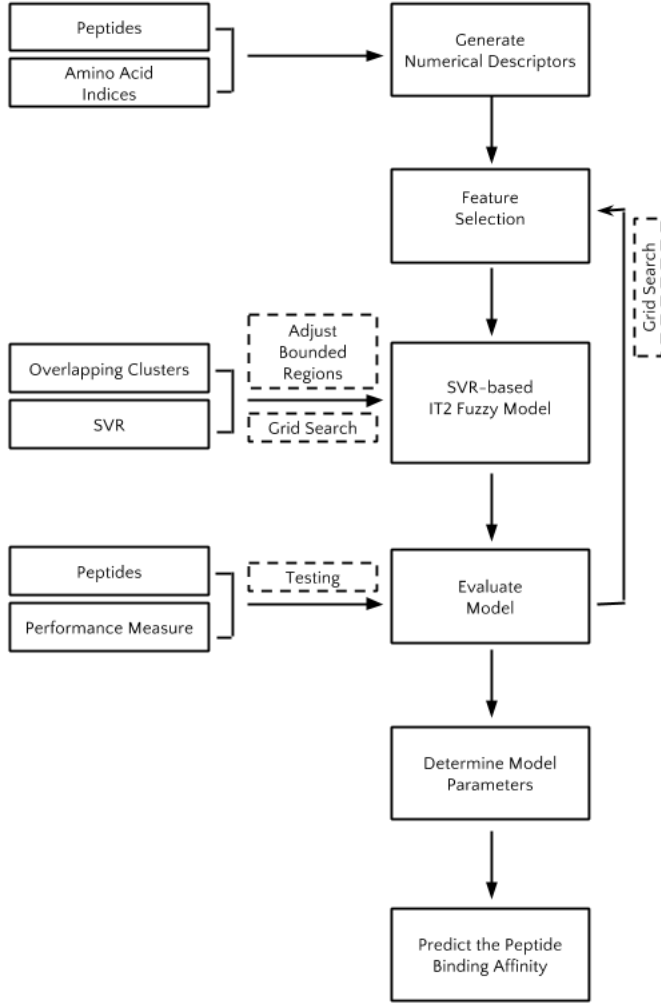 Peptides
Amino Acid
Indices
Generate
Numerical Descriptors
Feature
Selection
Grid Search
Overlapping Clusters
SVR
Adjust
Bounded
Regions
Grid Search
SVR-based
IT2 Fuzzy Model
Peptides
Performance Measure
Testing
Evaluate
Model
Determine Model
Parameters
Predict the Peptide
Binding Affinity